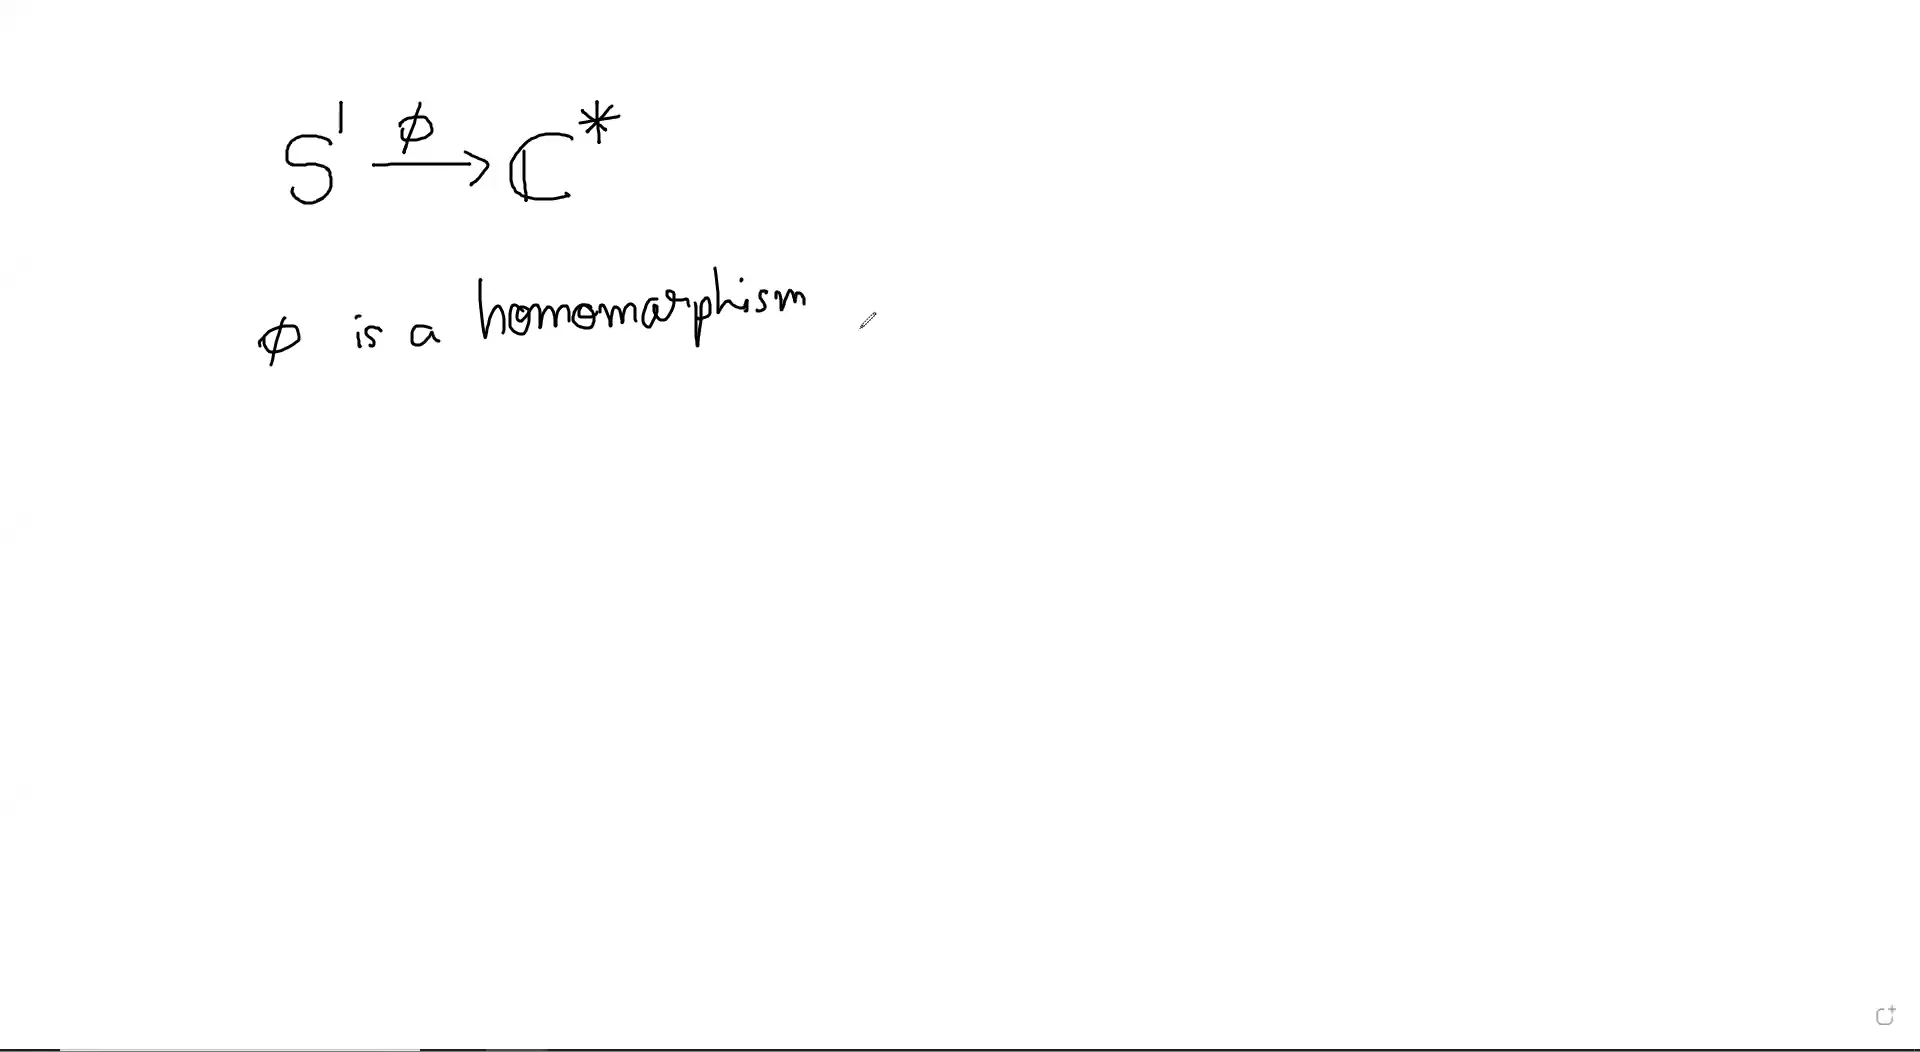 S¹ –ϕ→ ℂ*
ϕ is a homomarphism